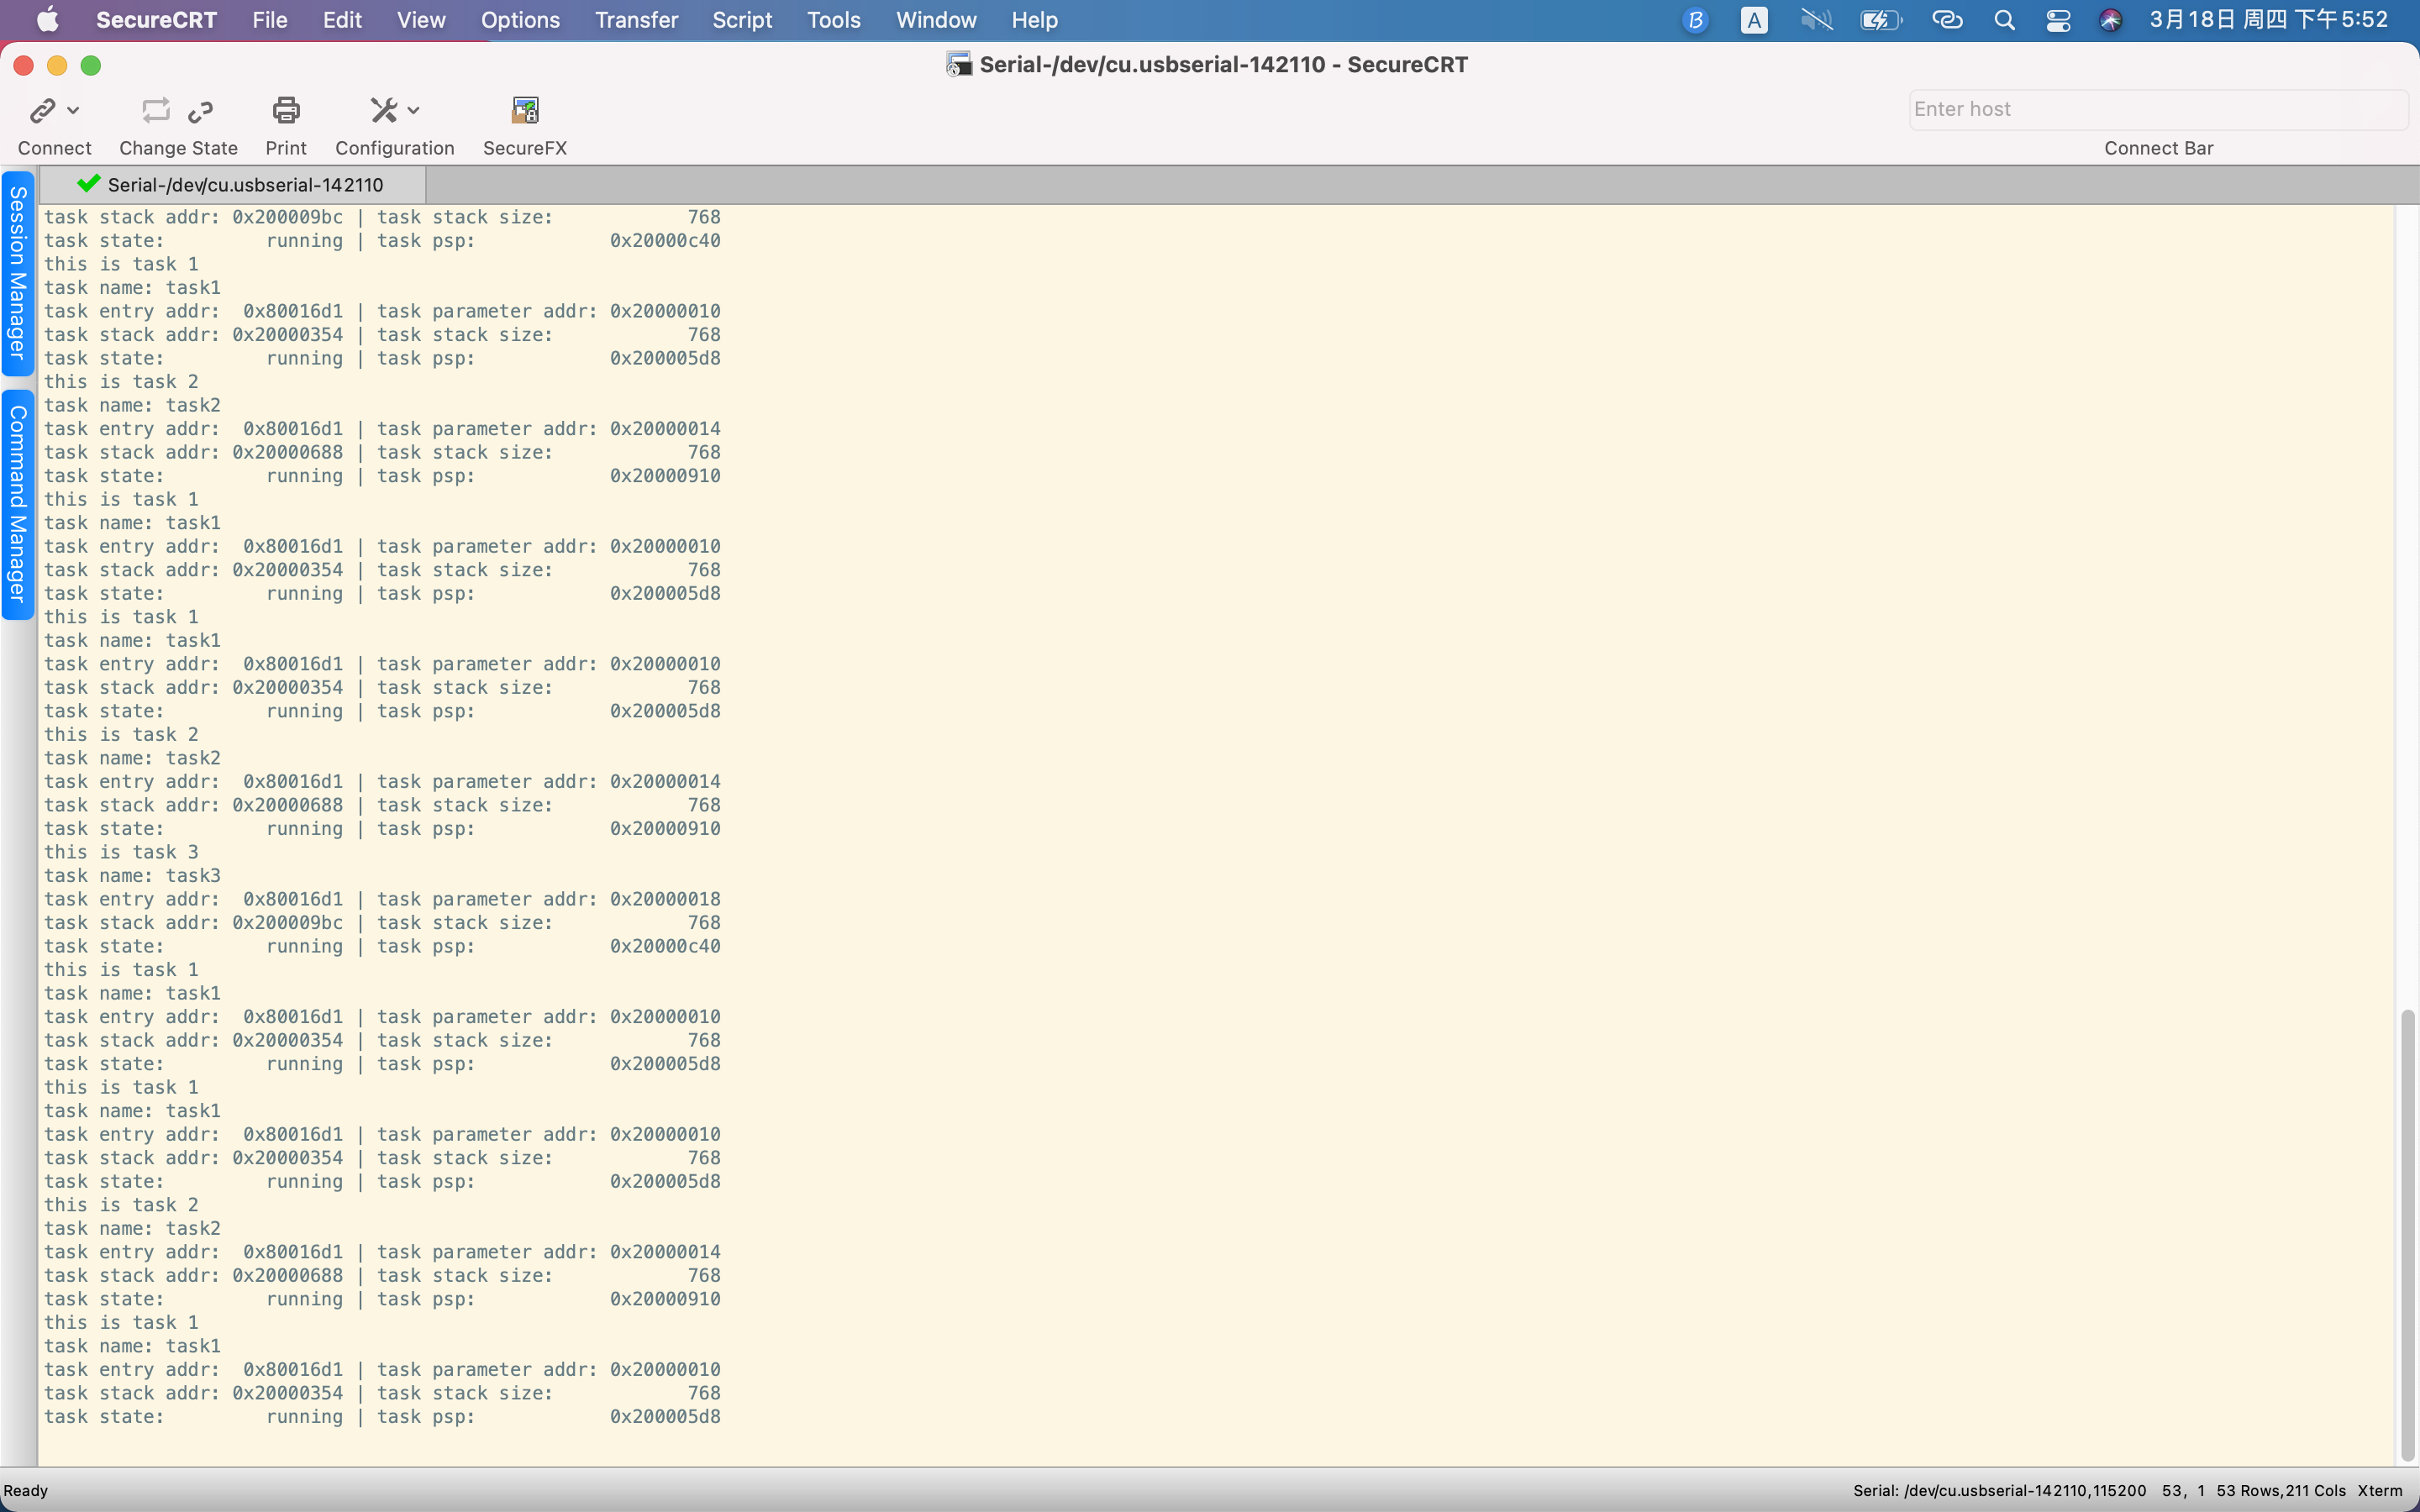 SecureCRT File Edit View Options Transfer Script Tools Window Help A 3月18日 周四 下午5:52
Serial-/dev/cu.usbserial-142110 - SecureCRT
Enter host
Connect Change State Print Configuration SecureFX Connect Bar
Session Manager
Command Manager
Serial-/dev/cu.usbserial-142110
task stack addr: 0x200009bc | task stack size:            768
task state:         running | task psp:            0x20000c40
this is task 1
task name: task1
task entry addr:  0x80016d1 | task parameter addr: 0x20000010
task stack addr: 0x20000354 | task stack size:            768
task state:         running | task psp:            0x200005d8
this is task 2
task name: task2
task entry addr:  0x80016d1 | task parameter addr: 0x20000014
task stack addr: 0x20000688 | task stack size:            768
task state:         running | task psp:            0x20000910
this is task 1
task name: task1
task entry addr:  0x80016d1 | task parameter addr: 0x20000010
task stack addr: 0x20000354 | task stack size:            768
task state:         running | task psp:            0x200005d8
this is task 1
task name: task1
task entry addr:  0x80016d1 | task parameter addr: 0x20000010
task stack addr: 0x20000354 | task stack size:            768
task state:         running | task psp:            0x200005d8
this is task 2
task name: task2
task entry addr:  0x80016d1 | task parameter addr: 0x20000014
task stack addr: 0x20000688 | task stack size:            768
task state:         running | task psp:            0x20000910
this is task 3
task name: task3
task entry addr:  0x80016d1 | task parameter addr: 0x20000018
task stack addr: 0x200009bc | task stack size:            768
task state:         running | task psp:            0x20000c40
this is task 1
task name: task1
task entry addr:  0x80016d1 | task parameter addr: 0x20000010
task stack addr: 0x20000354 | task stack size:            768
task state:         running | task psp:            0x200005d8
this is task 1
task name: task1
task entry addr:  0x80016d1 | task parameter addr: 0x20000010
task stack addr: 0x20000354 | task stack size:            768
task state:         running | task psp:            0x200005d8
this is task 2
task name: task2
task entry addr:  0x80016d1 | task parameter addr: 0x20000014
task stack addr: 0x20000688 | task stack size:            768
task state:         running | task psp:            0x20000910
this is task 1
task name: task1
task entry addr:  0x80016d1 | task parameter addr: 0x20000010
task stack addr: 0x20000354 | task stack size:            768
task state:         running | task psp:            0x200005d8
Ready Serial: /dev/cu.usbserial-142110,115200 53, 1 53 Rows,211 Cols Xterm